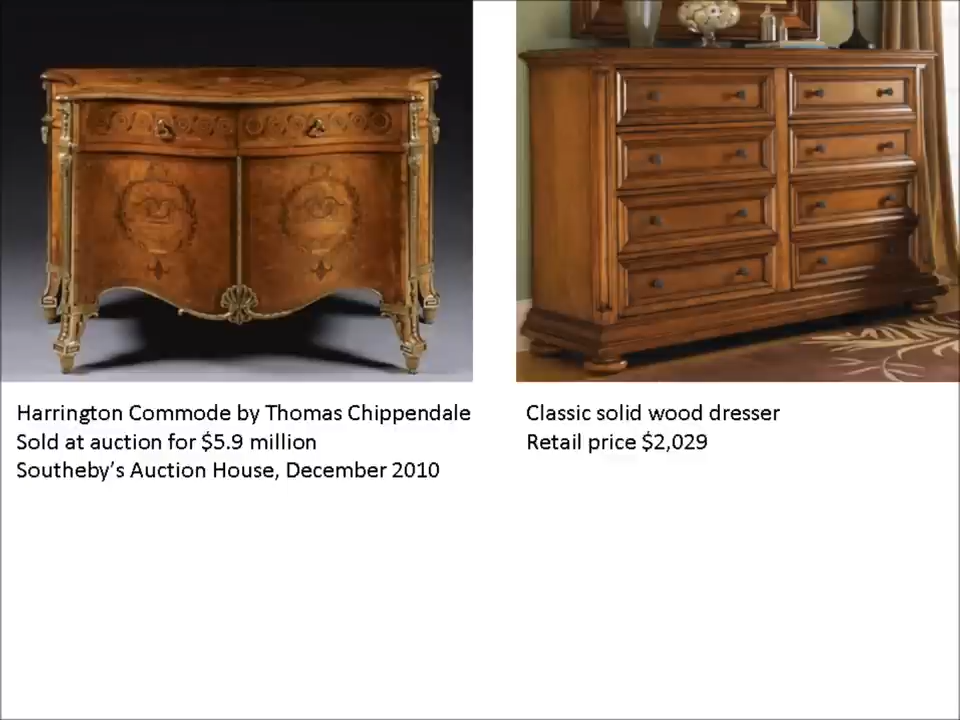 Harrington Commode by Thomas Chippendale
Sold at auction for $5.9 million
Southeby's Auction House, December 2010
Classic solid wood dresser
Retail price $2,029